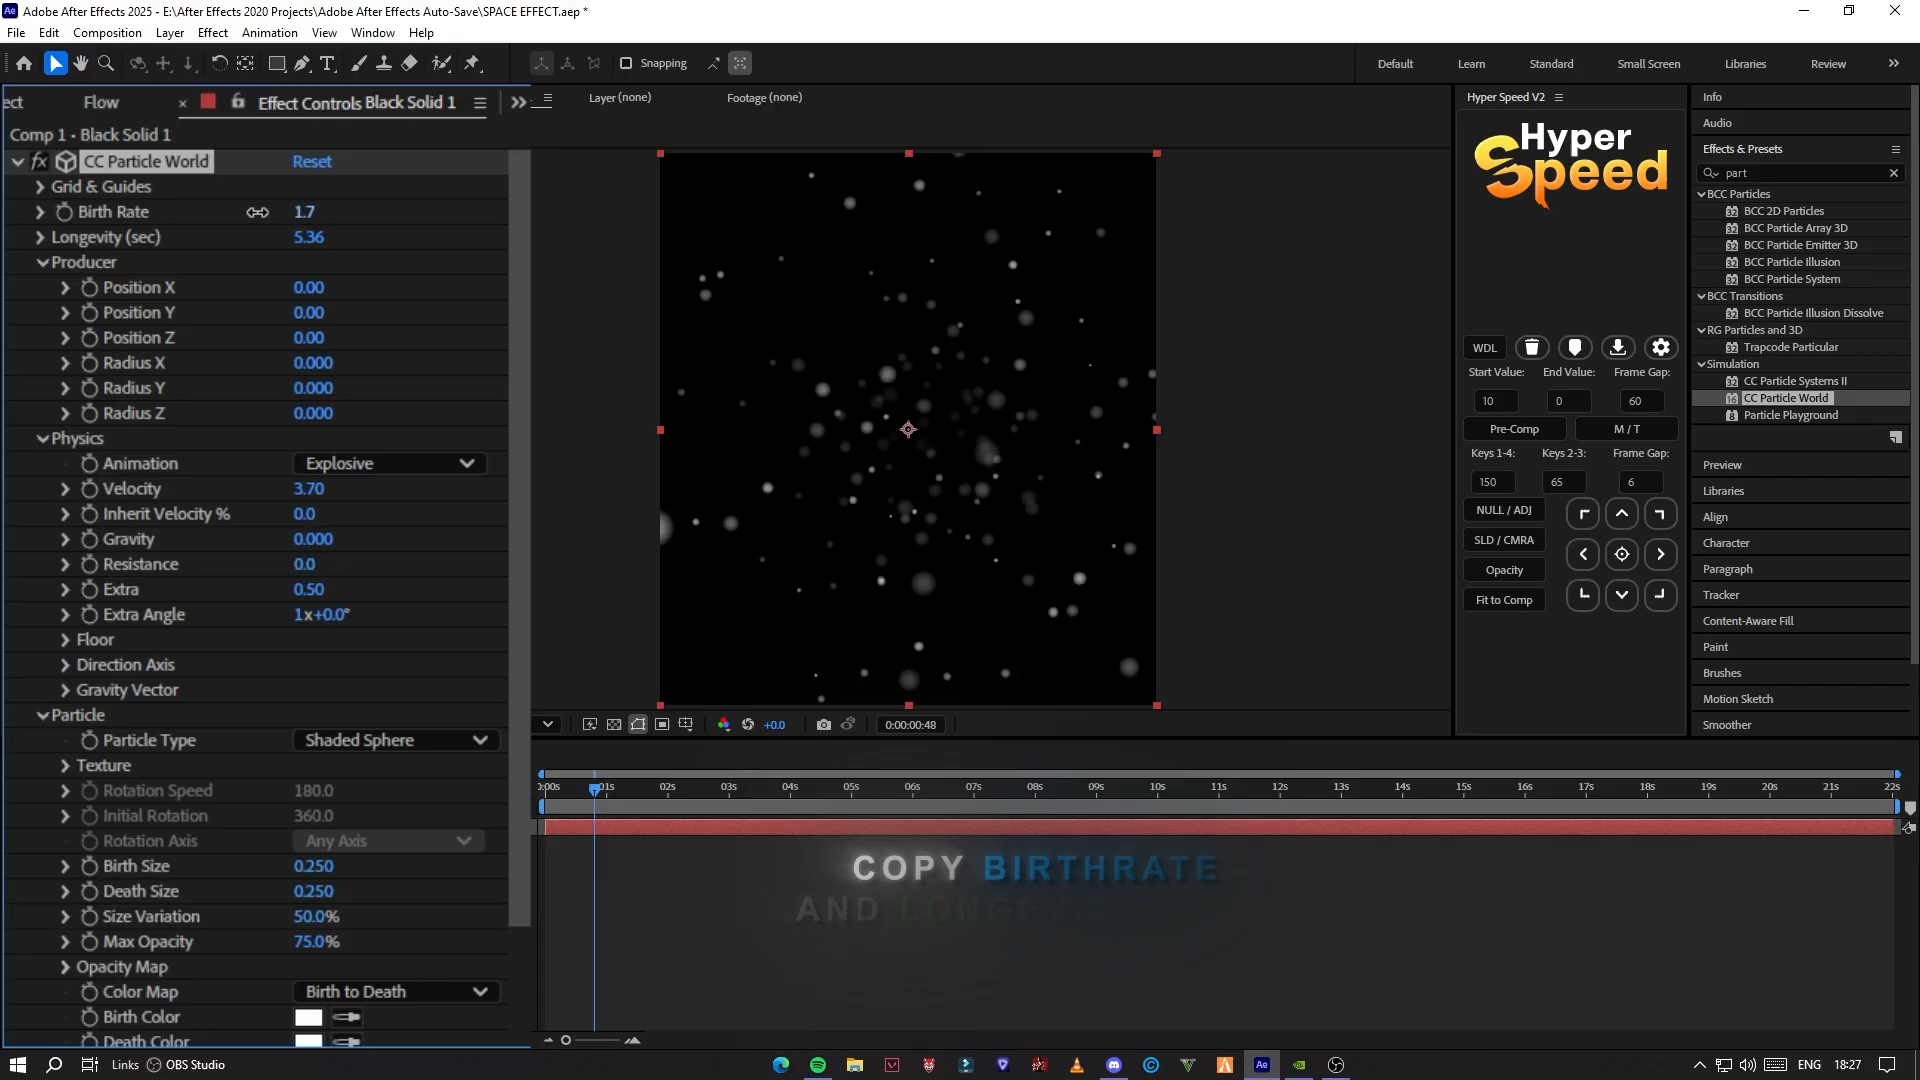 Adobe After Effects 2025 - E:\After Effects 2020 Projects\Adobe After Effects Auto-Save\SPACE EFFECT.aep *
File Edit Composition Layer Effect Animation View Window Help
Snapping
Default Learn Standard Small Screen Libraries Review
ect Flow Effect Controls Black Solid 1
Layer (none) Footage (none)
Comp 1 • Black Solid 1
fx CC Particle World Reset
Grid & Guides
Birth Rate 1.7
Longevity (sec) 5.36
Producer
Position X 0.00
Position Y 0.00
Position Z 0.00
Radius X 0.000
Radius Y 0.000
Radius Z 0.000
Physics
Animation Explosive
Velocity 3.70
Inherit Velocity % 0.0
Gravity 0.000
Resistance 0.0
Extra 0.50
Extra Angle 1x+0.0°
Floor
Direction Axis
Gravity Vector
Particle
Particle Type Shaded Sphere
Texture
Rotation Speed 180.0
Initial Rotation 360.0
Rotation Axis Any Axis
Birth Size 0.250
Death Size 0.250
Size Variation 50.0%
Max Opacity 75.0%
Opacity Map
Color Map Birth to Death
Birth Color
Death Color
+0.0 0:00:00:48
0:00s 01s 02s 03s 04s 05s 06s 07s 08s 09s 10s 11s 12s 13s 14s 15s 16s 17s 18s 19s 20s 21s 22s
COPY BIRTHRATE
AND
Hyper Speed V2
Hyper
Speed
WDL
Start Value: End Value: Frame Gap:
10 0 60
Pre-Comp M / T
Keys 1-4: Keys 2-3: Frame Gap:
150 65 6
NULL / ADJ
SLD / CMRA
Opacity
Fit to Comp
Info
Audio
Effects & Presets
part
BCC Particles
BCC 2D Particles
BCC Particle Array 3D
BCC Particle Emitter 3D
BCC Particle Illusion
BCC Particle System
BCC Transitions
BCC Particle Illusion Dissolve
RG Particles and 3D
Trapcode Particular
Simulation
CC Particle Systems II
CC Particle World
Particle Playground
Preview
Libraries
Align
Character
Paragraph
Tracker
Content-Aware Fill
Paint
Brushes
Motion Sketch
Smoother
Links OBS Studio
ENG 18:27